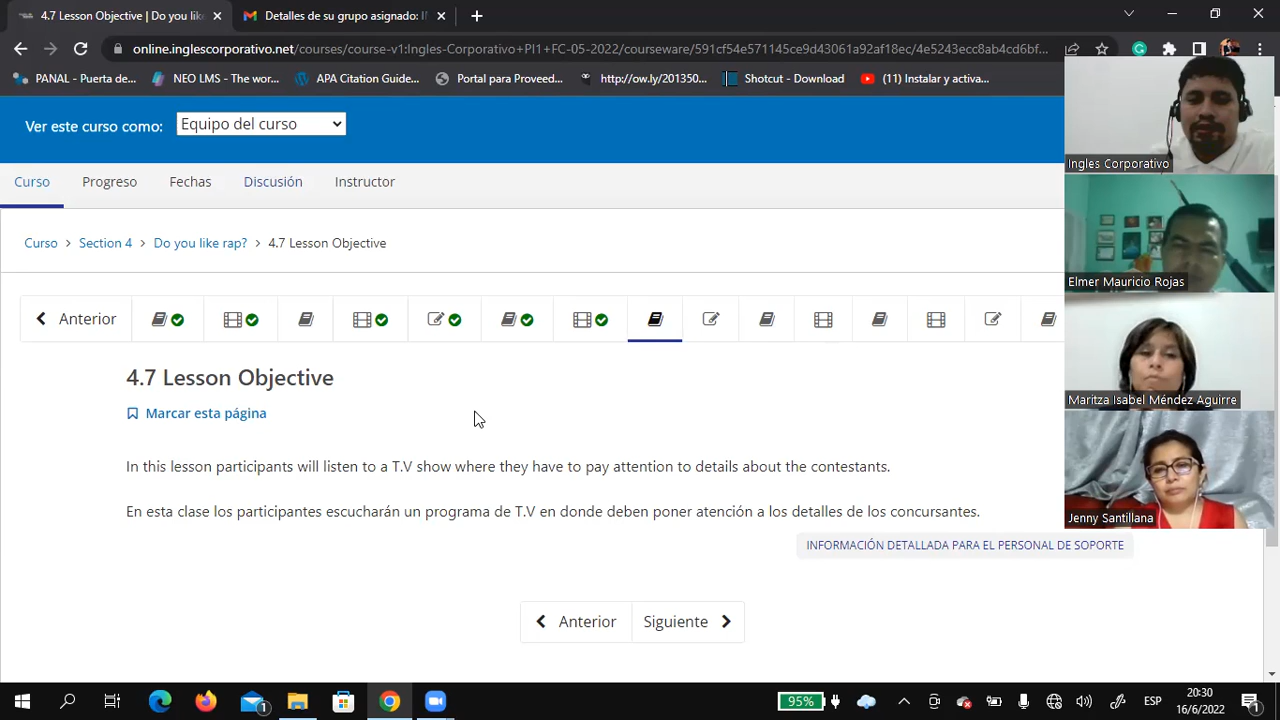 4.7 Lesson Objective | Do you lik
Detalles de su grupo asignado: I
online.inglescorporativo.net/courses/course-v1:Ingles-Corporativo+PI1+FC-05-2022/courseware/591cf54e571145ce9d43061a92af18ec/4e5243ecc8ab4cd6bf...
PANAL - Puerta de...
NEO LMS - The wor...
APA Citation Guide...
Portal para Proveed...
http://ow.ly/201350...
Shotcut - Download
(11) Instalar y activa...
Ver este curso como:
Equipo del curso
Ingles Corporativo
Curso
Progreso
Fechas
Discusión
Instructor
Curso > Section 4 > Do you like rap? > 4.7 Lesson Objective
Elmer Mauricio Rojas
Anterior
4.7 Lesson Objective
Maritza Isabel Méndez Aguirre
Marcar esta página
In this lesson participants will listen to a T.V show where they have to pay attention to details about the contestants.
En esta clase los participantes escucharán un programa de T.V en donde deben poner atención a los detalles de los concursantes.
Jenny Santillana
INFORMACIÓN DETALLADA PARA EL PERSONAL DE SOPORTE
Anterior
Siguiente
1
95%
ESP
20:30
16/6/2022
1